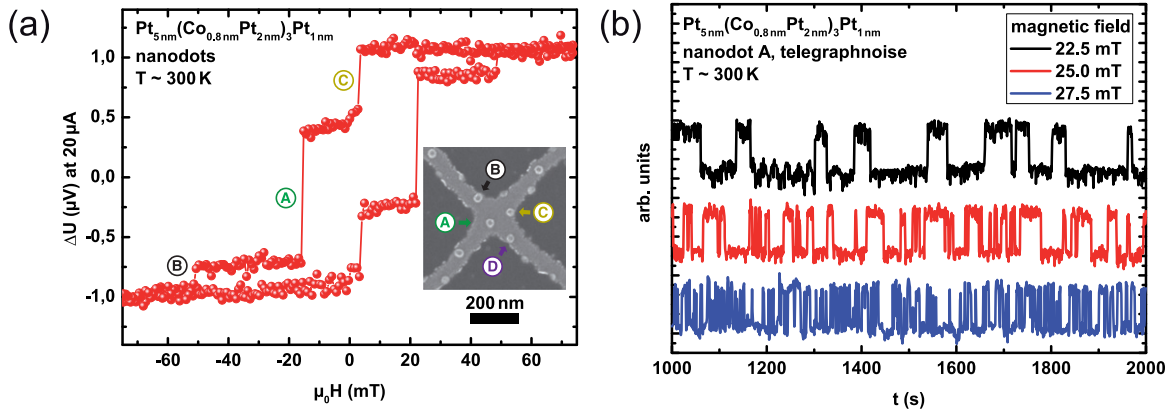 (a)
Pt5nm(Co0.8nmPt2nm)3Pt1nm
nanodots
T ~ 300 K
ΔU (µV) at 20 µA
1,0
0,5
0,0
-0,5
-1,0
A
B
C
B
C
A
D
200 nm
-60 -40 -20 0 20 40 60
µ0H (mT)
(b)
Pt5nm(Co0.8nmPt2nm)3Pt1nm
nanodot A, telegraphnoise
T ~ 300 K
magnetic field
22.5 mT
25.0 mT
27.5 mT
arb. units
1000 1200 1400 1600 1800 2000
t (s)